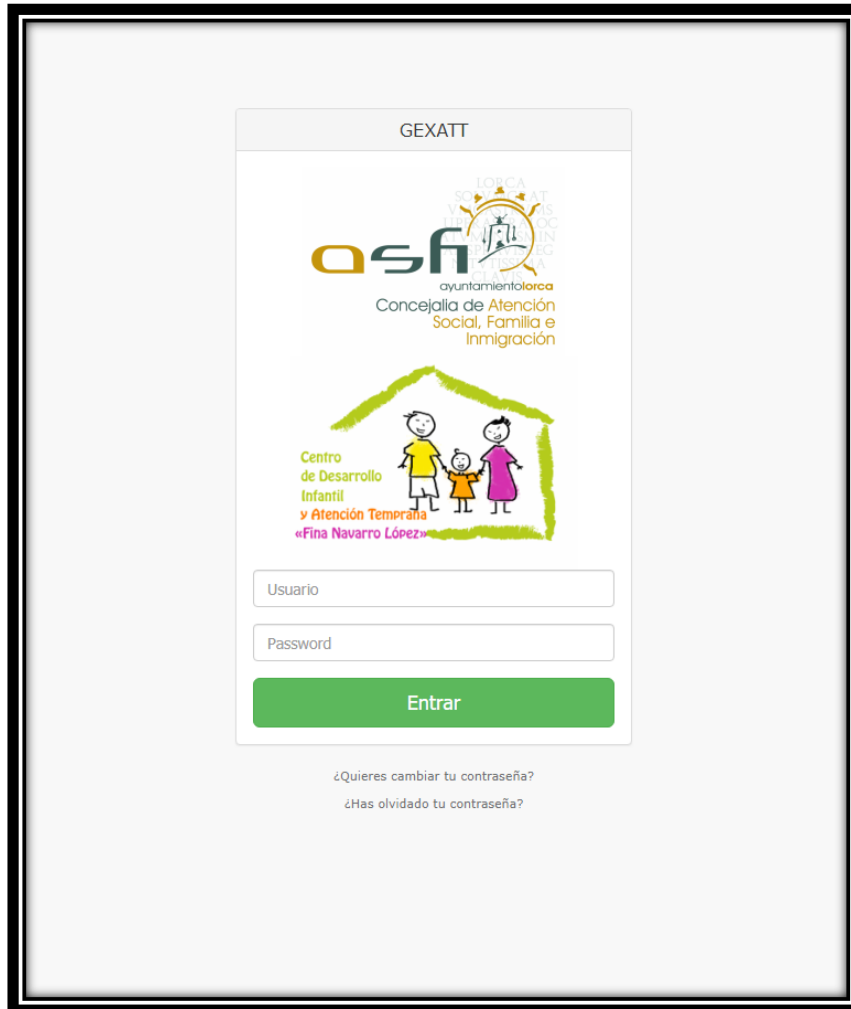 GEXATT
LORCA
asfi
ayuntamientolorca
Concejalia de Atención
Social, Familia e
Inmigración
Centro
de Desarrollo
Infantil
y Atención Temprana
«Fina Navarro López»
Usuario
Password
Entrar
¿Quieres cambiar tu contraseña?
¿Has olvidado tu contraseña?